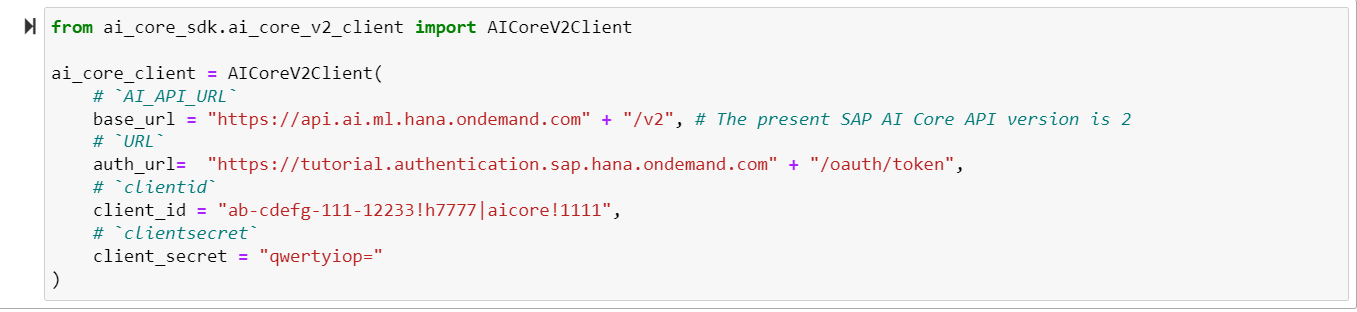 from ai_core_sdk.ai_core_v2_client import AICoreV2Client
ai_core_client = AICoreV2Client(
# `AI_API_URL`
base_url = "https://api.ai.ml.hana.ondemand.com" + "/v2", # The present SAP AI Core API version is 2
# `URL`
auth_url=  "https://tutorial.authentication.sap.hana.ondemand.com" + "/oauth/token",
# `clientid`
client_id = "ab-cdefg-111-12233!h7777|aicore!1111",
# `clientsecret`
client_secret = "qwertyiop="
)